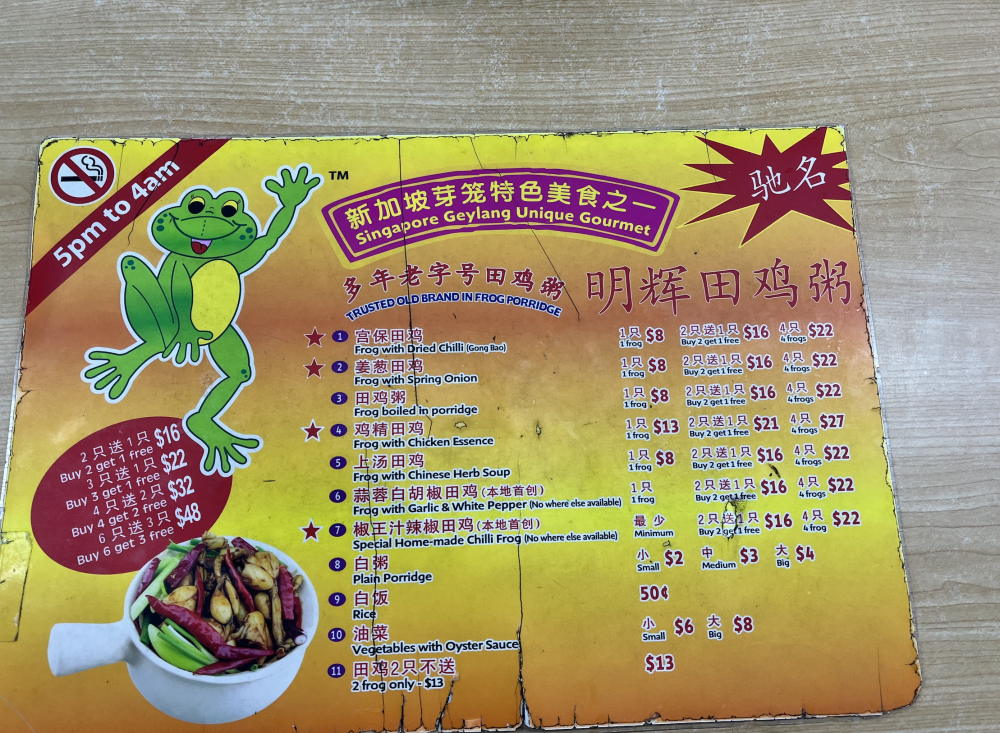 5pm to 4am
TM
新加坡芽笼特色美食之一
Singapore Geylang Unique Gourmet
驰名
多年老字号田鸡粥
TRUSTED OLD BRAND IN FROG PORRIDGE
明辉田鸡粥
1 宫保田鸡 1只 $8 2只送1只 $16 4只 $22
Frog with Dried Chilli (Gong Bao) 1 frog Buy 2 get 1 free 4 frogs
2 姜葱田鸡 1只 $8 2只送1只 $16 4只 $22
Frog with Spring Onion 1 frog Buy 2 get 1 free 4 frogs
3 田鸡粥 1只 $8 2只送1只 $16 4只 $22
Frog boiled in porridge 1 frog Buy 2 get 1 free 4 frogs
4 鸡精田鸡 1只 $13 2只送1只 $21 4只 $27
Frog with Chicken Essence 1 frog Buy 2 get 1 free 4 frogs
5 上汤田鸡 1只 $8 2只送1只 $16 4只 $22
Frog with Chinese Herb Soup 1 frog Buy 2 get 1 free 4 frogs
6 蒜蓉白胡椒田鸡(本地首创) 1只 2只送1只 $16 4只 $22
Frog with Garlic & White Pepper (No where else available) 1 frog Buy 2 get 1 free 4 frogs
7 椒王汁辣椒田鸡(本地首创) 最少 2只送1只 $16 4只 $22
Special Home-made Chilli Frog (No where else available) Minimum Buy 2 get 1 free 4 frog
8 白粥 小 $2 中 $3 大 $4
Plain Porridge Small Medium Big
9 白饭 50¢
Rice
10 油菜 小 $6 大 $8
Vegetables with Oyster Sauce Small Big
11 田鸡2只不送 $13
2 frog only - $13
2只送1只 $16
Buy 2 get 1 free
3只送1只 $22
Buy 3 get 1 free
4只送2只 $32
Buy 4 get 2 free
6只送3只 $48
Buy 6 get 3 free